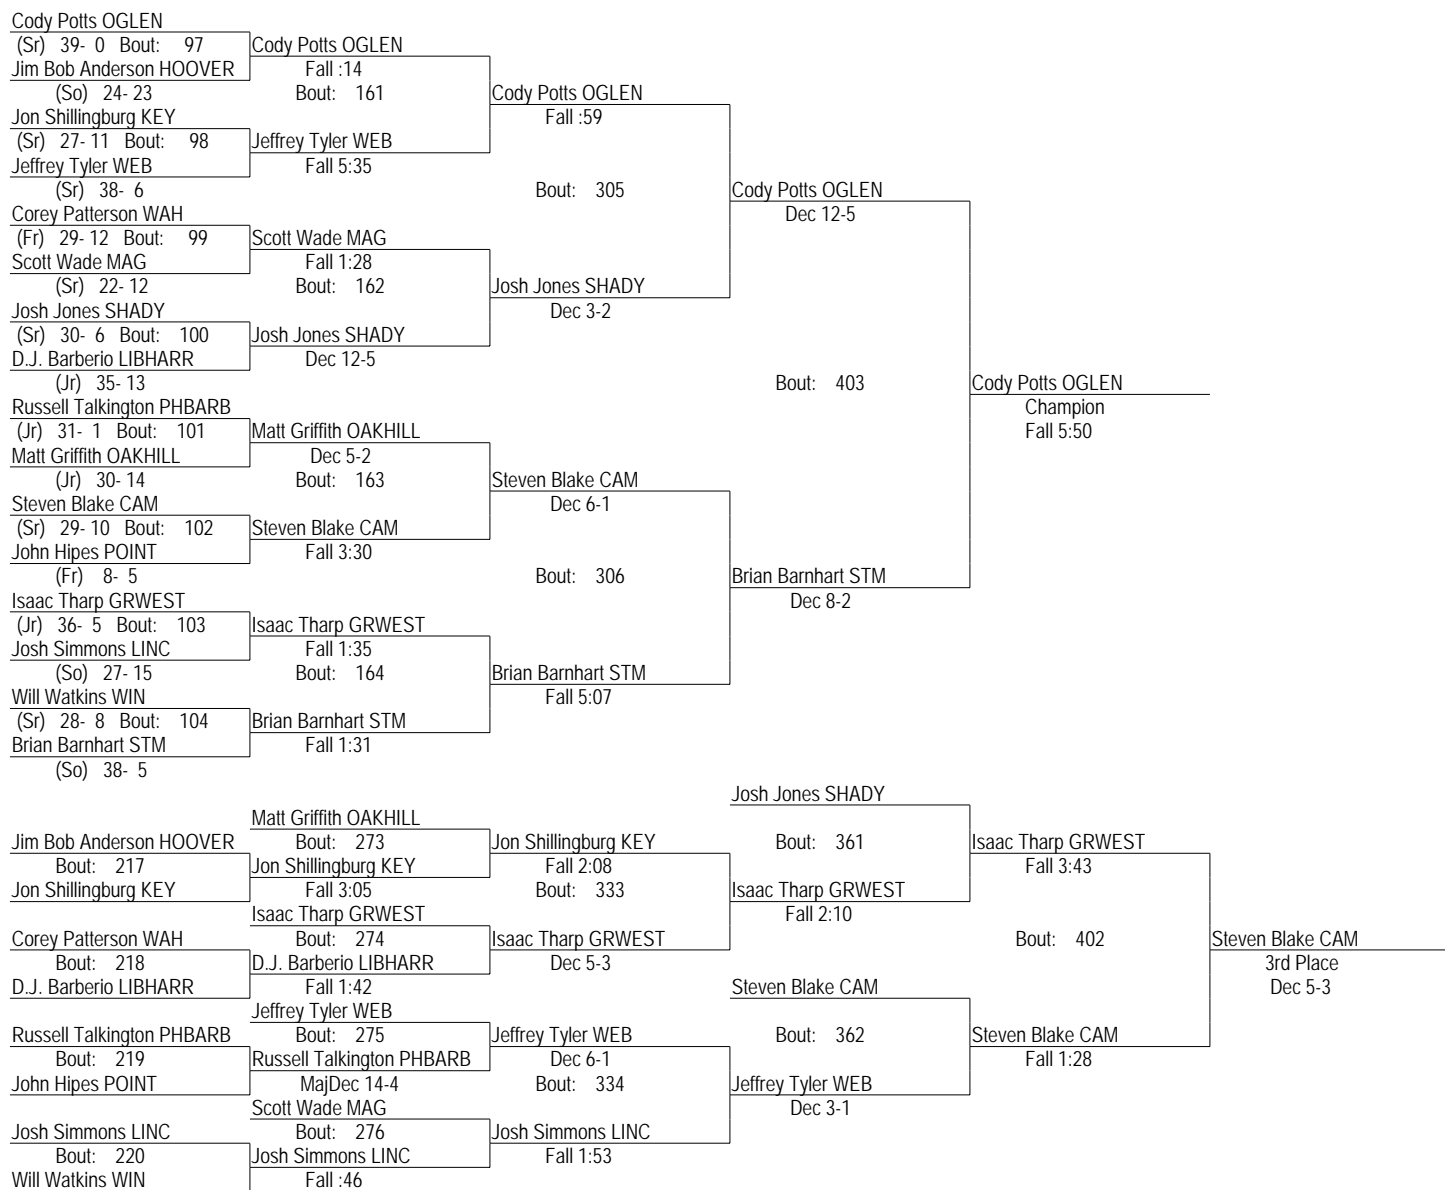 Cody Potts OGLEN
(Sr) 39- 0 Bout: 97 Cody Potts OGLEN
Jim Bob Anderson HOOVER Fall :14
(So) 24- 23 Bout: 161 Cody Potts OGLEN
Jon Shillingburg KEY Fall :59
(Sr) 27- 11 Bout: 98 Jeffrey Tyler WEB
Jeffrey Tyler WEB Fall 5:35
(Sr) 38- 6 Bout: 305 Cody Potts OGLEN
Corey Patterson WAH Dec 12-5
(Fr) 29- 12 Bout: 99 Scott Wade MAG
Scott Wade MAG Fall 1:28
(Sr) 22- 12 Bout: 162 Josh Jones SHADY
Josh Jones SHADY Dec 3-2
(Sr) 30- 6 Bout: 100 Josh Jones SHADY
D.J. Barberio LIBHARR Dec 12-5
(Jr) 35- 13 Bout: 403 Cody Potts OGLEN
Russell Talkington PHBARB Champion
(Jr) 31- 1 Bout: 101 Matt Griffith OAKHILL Fall 5:50
Matt Griffith OAKHILL Dec 5-2
(Jr) 30- 14 Bout: 163 Steven Blake CAM
Steven Blake CAM Dec 6-1
(Sr) 29- 10 Bout: 102 Steven Blake CAM
John Hipes POINT Fall 3:30
(Fr) 8- 5 Bout: 306 Brian Barnhart STM
Isaac Tharp GRWEST Dec 8-2
(Jr) 36- 5 Bout: 103 Isaac Tharp GRWEST
Josh Simmons LINC Fall 1:35
(So) 27- 15 Bout: 164 Brian Barnhart STM
Will Watkins WIN Fall 5:07
(Sr) 28- 8 Bout: 104 Brian Barnhart STM
Brian Barnhart STM Fall 1:31
(So) 38- 5
Josh Jones SHADY
Matt Griffith OAKHILL
Jim Bob Anderson HOOVER Bout: 273 Jon Shillingburg KEY Bout: 361 Isaac Tharp GRWEST
Bout: 217 Jon Shillingburg KEY Fall 2:08 Fall 3:43
Jon Shillingburg KEY Fall 3:05 Bout: 333 Isaac Tharp GRWEST
Isaac Tharp GRWEST Fall 2:10
Corey Patterson WAH Bout: 274 Isaac Tharp GRWEST Bout: 402 Steven Blake CAM
Bout: 218 D.J. Barberio LIBHARR Dec 5-3 3rd Place
D.J. Barberio LIBHARR Fall 1:42 Steven Blake CAM Dec 5-3
Jeffrey Tyler WEB
Russell Talkington PHBARB Bout: 275 Jeffrey Tyler WEB Bout: 362 Steven Blake CAM
Bout: 219 Russell Talkington PHBARB Dec 6-1 Fall 1:28
John Hipes POINT MajDec 14-4 Bout: 334 Jeffrey Tyler WEB
Scott Wade MAG Dec 3-1
Josh Simmons LINC Bout: 276 Josh Simmons LINC
Bout: 220 Josh Simmons LINC Fall 1:53
Will Watkins WIN Fall :46